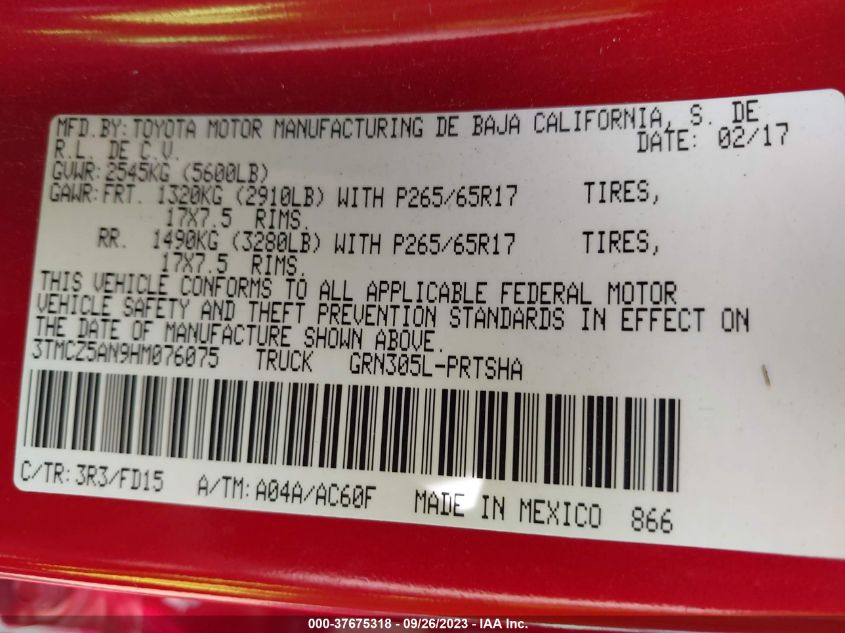 MFD.BY: TOYOTA MOTOR MANUFACTURING DE BAJA CALIFORNIA, S. DE
R.L. DE C.V. DATE: 02/17
GVWR: 2545KG (5600LB)
GAWR: FRT. 1320KG (2910LB) WITH P265/65R17 TIRES,
17X7.5 RIMS.
RR. 1490KG (3280LB) WITH P265/65R17 TIRES,
17X7.5 RIMS.
THIS VEHICLE CONFORMS TO ALL APPLICABLE FEDERAL MOTOR
VEHICLE SAFETY AND THEFT PREVENTION STANDARDS IN EFFECT ON
THE DATE OF MANUFACTURE SHOWN ABOVE.
3TMCZ5AN9HM076075 TRUCK GRN305L-PRTSHA
C/TR: 3R3/FD15 A/TM: A04A/AC60F MADE IN MEXICO 866
000-37675318 - 09/26/2023 - IAA Inc.